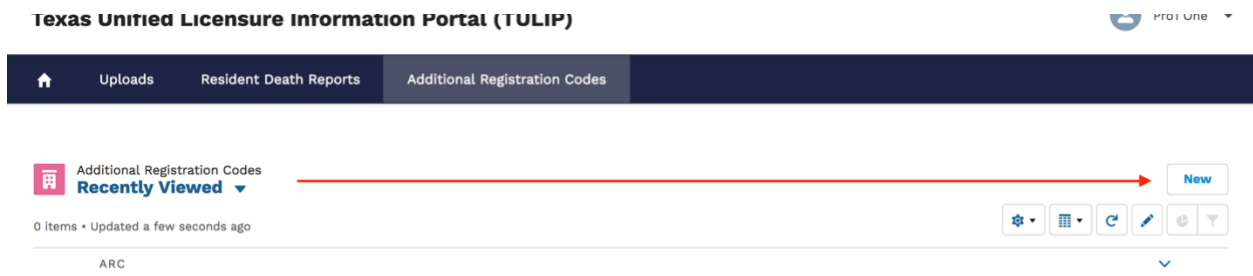 Texas Unified Licensure Information Portal (TULIP)
Prof One
Uploads
Resident Death Reports
Additional Registration Codes
Additional Registration Codes
Recently Viewed
New
0 items • Updated a few seconds ago
ARC